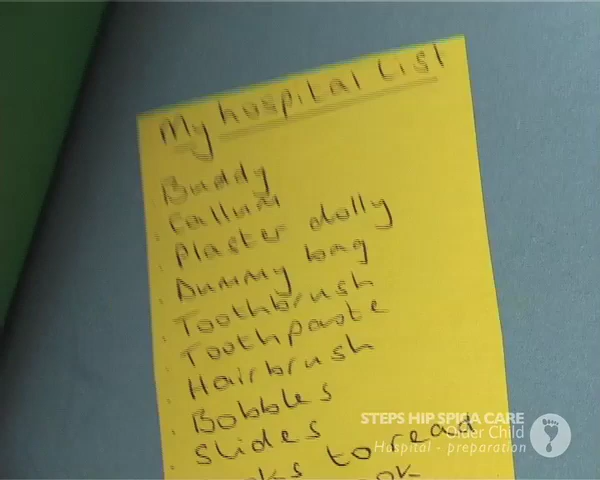 My hospital list
Buddy
Callum
Plaster dolly
Dummy bag
Toothbrush
Toothpaste
Hairbrush
Bobbles
Slides
to read
STEPS HIP SPICA CARE
Older Child
Hospital - preparation